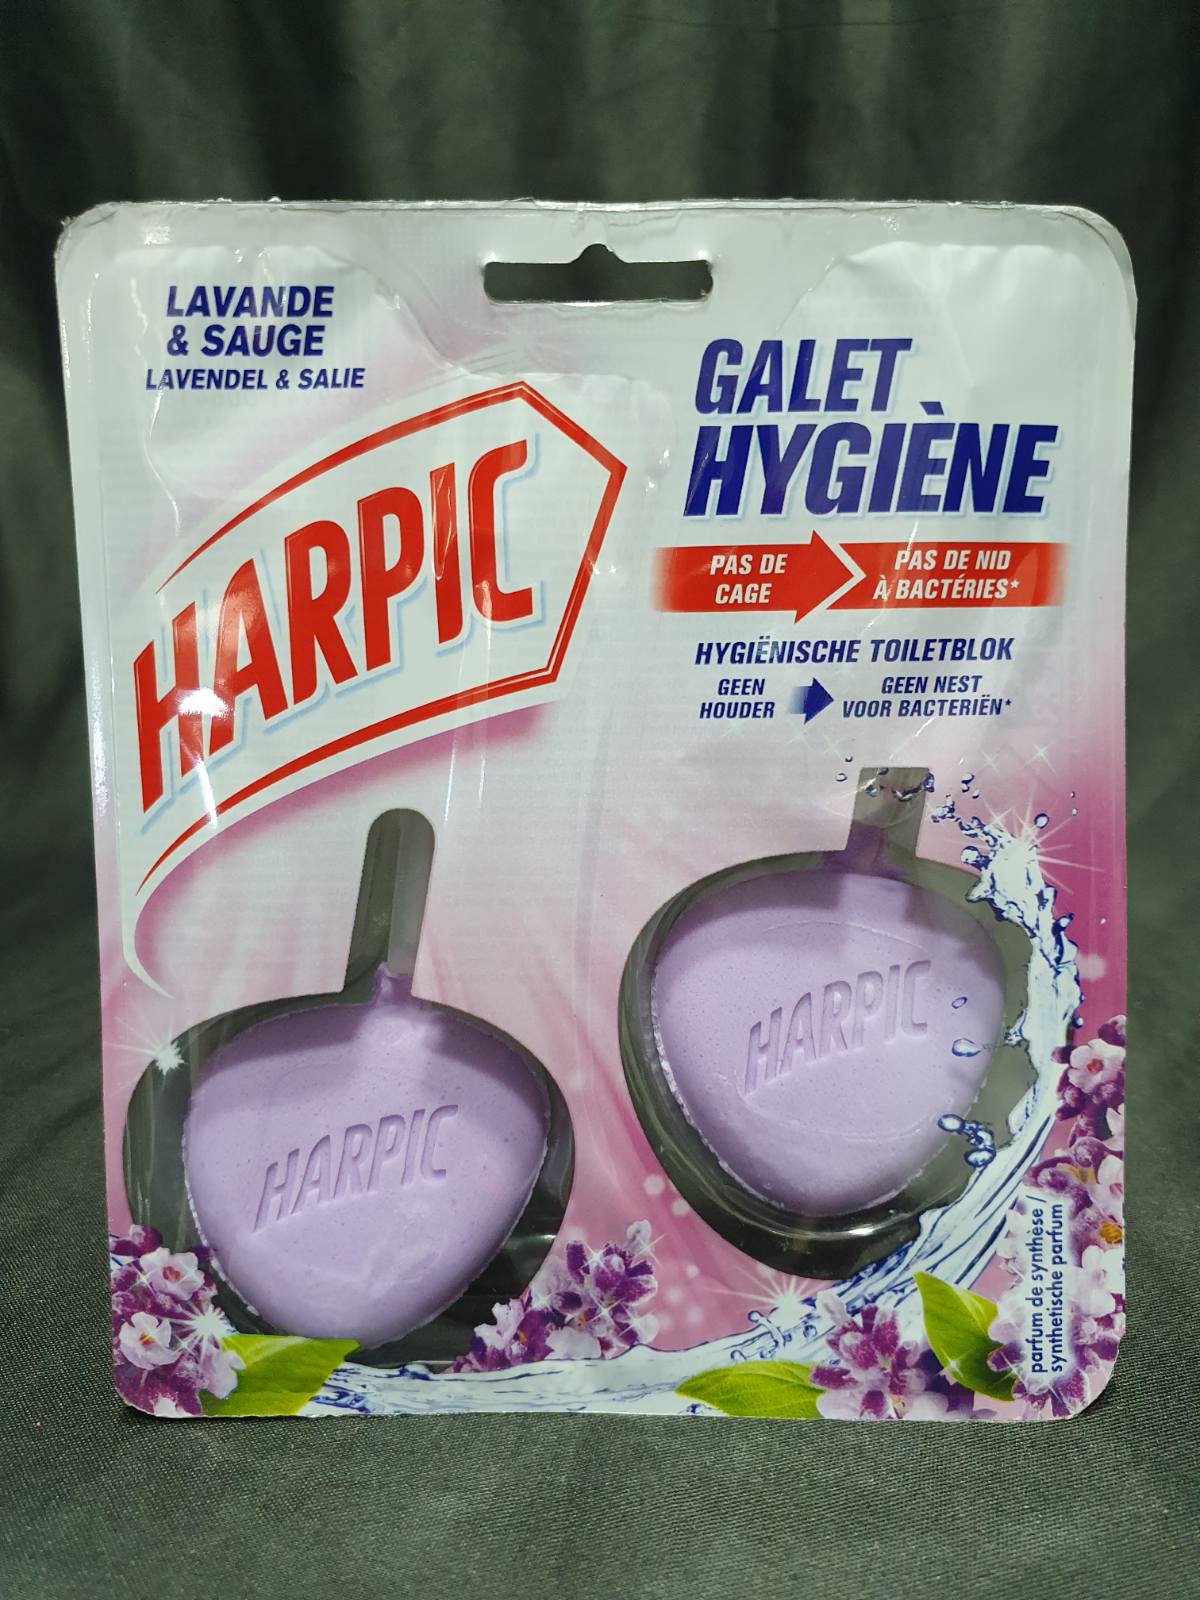 LAVANDE
& SAUGE
LAVENDEL & SALIE
HARPIC
GALET
HYGIÈNE
PAS DE
CAGE
PAS DE NID
À BACTÉRIES*
HYGIËNISCHE TOILETBLOK
GEEN
HOUDER
GEEN NEST
VOOR BACTERIËN*
HARPIC
HARPIC
parfum de synthèse /
synthetische parfum